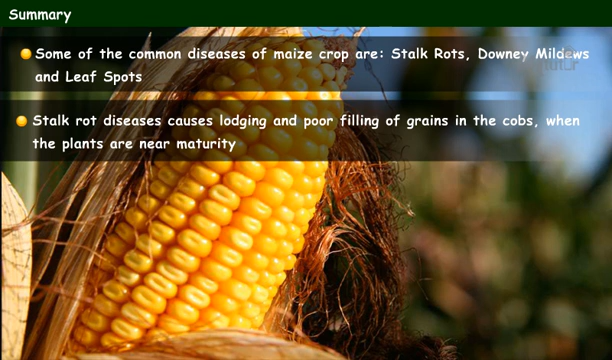 Summary
Some of the common diseases of maize crop are: Stalk Rots, Downey Mildews
and Leaf Spots
Stalk rot diseases causes lodging and poor filling of grains in the cobs, when
the plants are near maturity